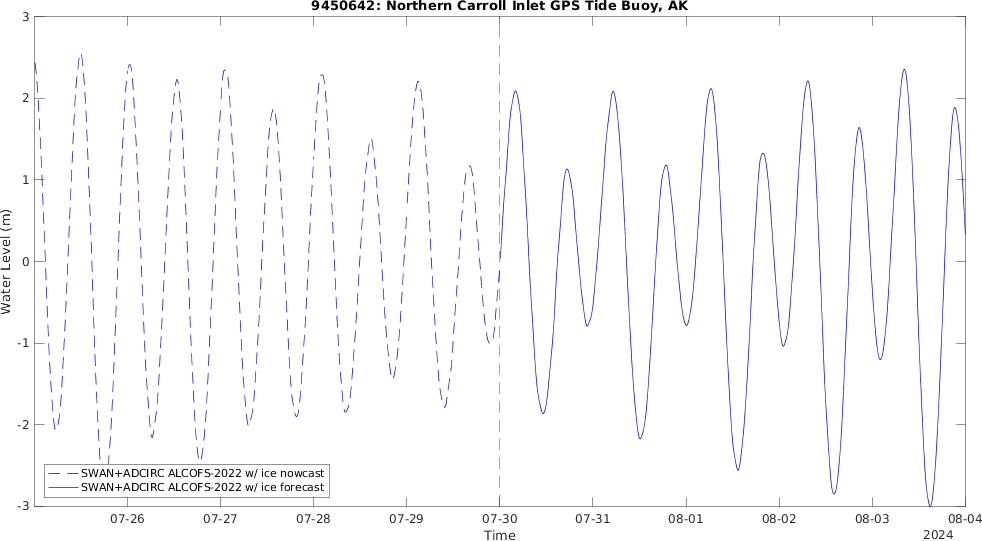 9450642: Northern Carroll Inlet GPS Tide Buoy, AK
3
2
1
0
-1
-2
-3
Water Level (m)
SWAN+ADCIRC ALCOFS-2022 w/ ice nowcast
SWAN+ADCIRC ALCOFS-2022 w/ ice forecast
07-26 07-27 07-28 07-29 07-30 07-31 08-01 08-02 08-03 08-04
Time
2024